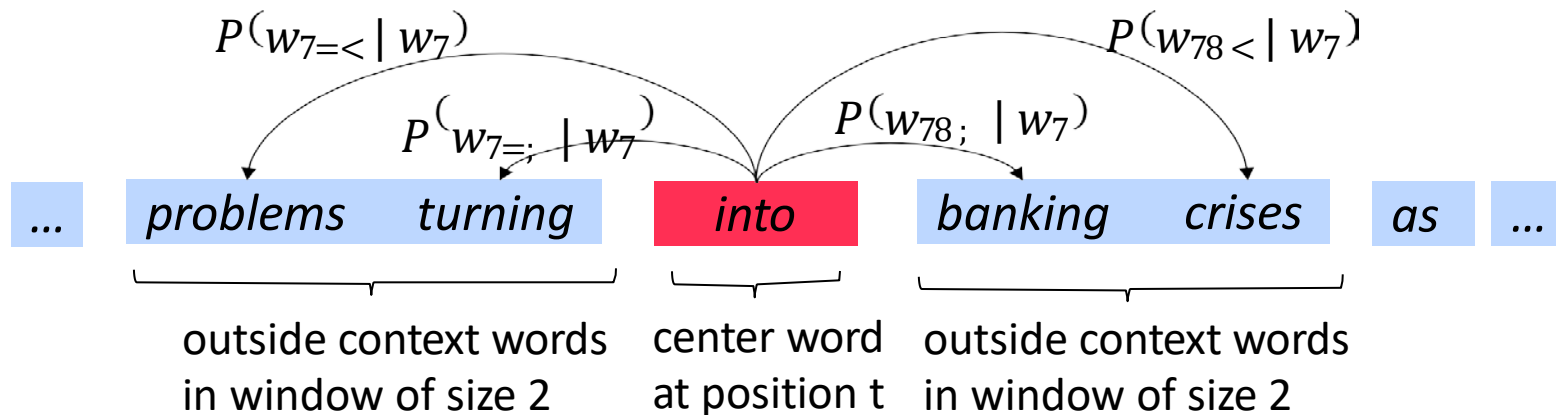 P(w7=< | w7)
P(w78< | w7)
P(w7=; | w7)
P(w78; | w7)
... problems turning into banking crises as ...
outside context words
in window of size 2
center word
at position t
outside context words
in window of size 2